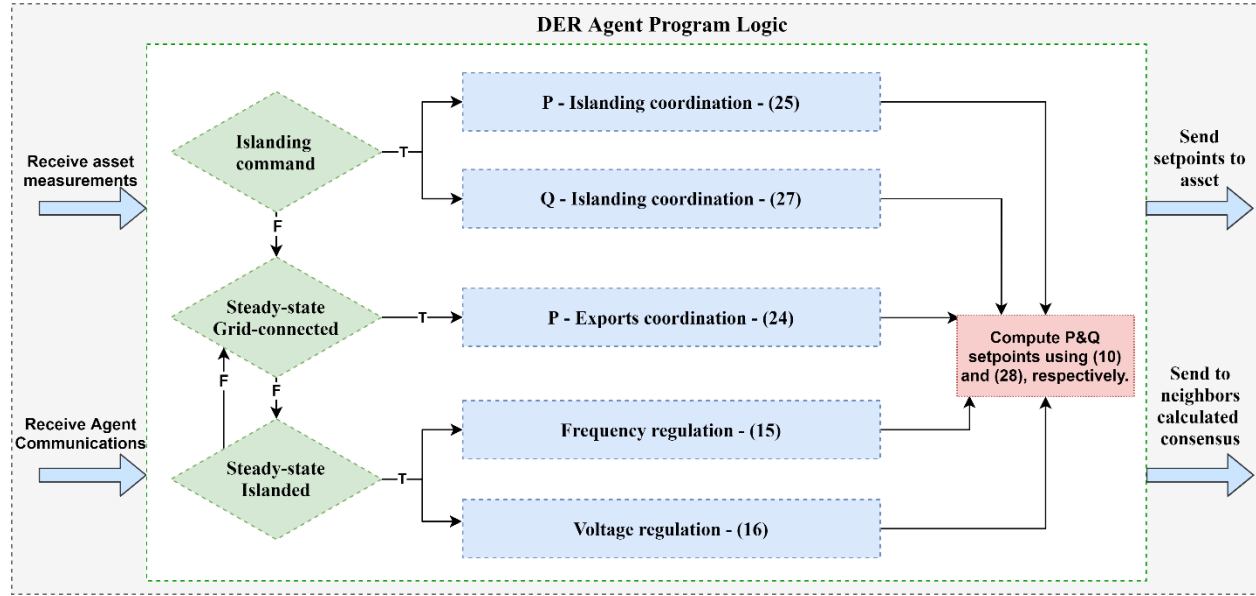 DER Agent Program Logic
Receive asset
measurements
Receive Agent
Communications
Islanding
command
T
F
P - Islanding coordination - (25)
Q - Islanding coordination - (27)
Steady-state
Grid-connected
T
F
F
P - Exports coordination - (24)
Steady-state
Islanded
T
Frequency regulation - (15)
Voltage regulation - (16)
Compute P&Q
setpoints using (10)
and (28), respectively.
Send
setpoints to
asset
Send to
neighbors
calculated
consensus